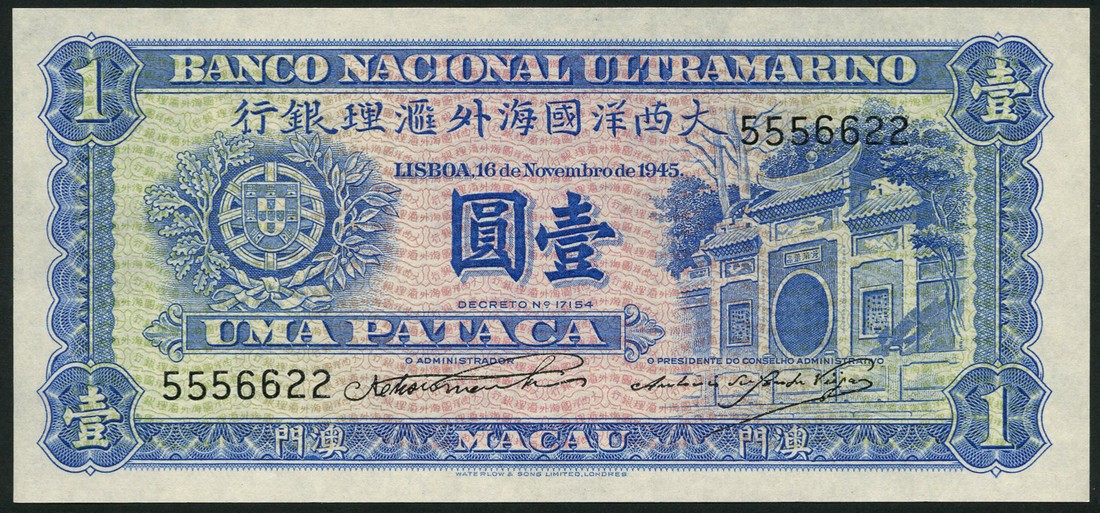 1
BANCO NACIONAL ULTRAMARINO
壹
大西洋國海外滙理銀行
5556622
LISBOA, 16 de Novembro de 1945.
壹圓
DECRETO Nº 17154
UMA PATACA
O ADMINISTRADOR
O PRESIDENTE DO CONSELHO ADMINISTRATIVO
5556622
壹
澳門
MACAU
澳門
1
WATERLOW & SONS LIMITED, LONDRES